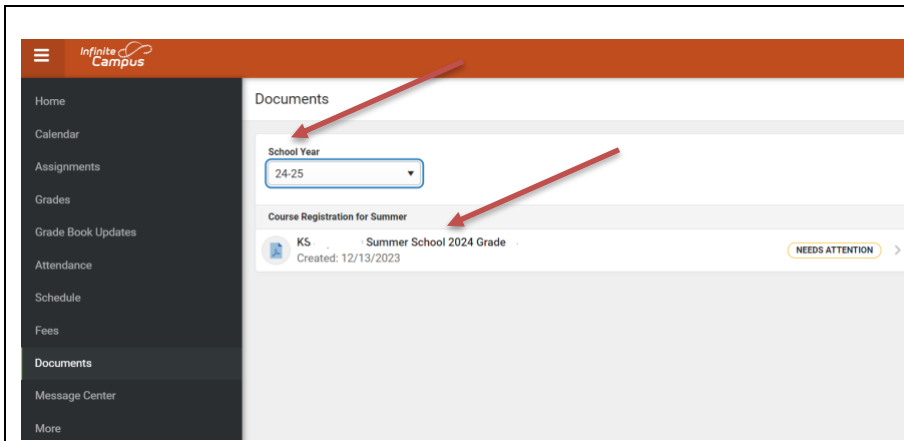 Infinite
Campus
Home
Calendar
Assignments
Grades
Grade Book Updates
Attendance
Schedule
Fees
Documents
Message Center
More
Documents
School Year
24-25
Course Registration for Summer
KS Summer School 2024 Grade
Created: 12/13/2023
NEEDS ATTENTION